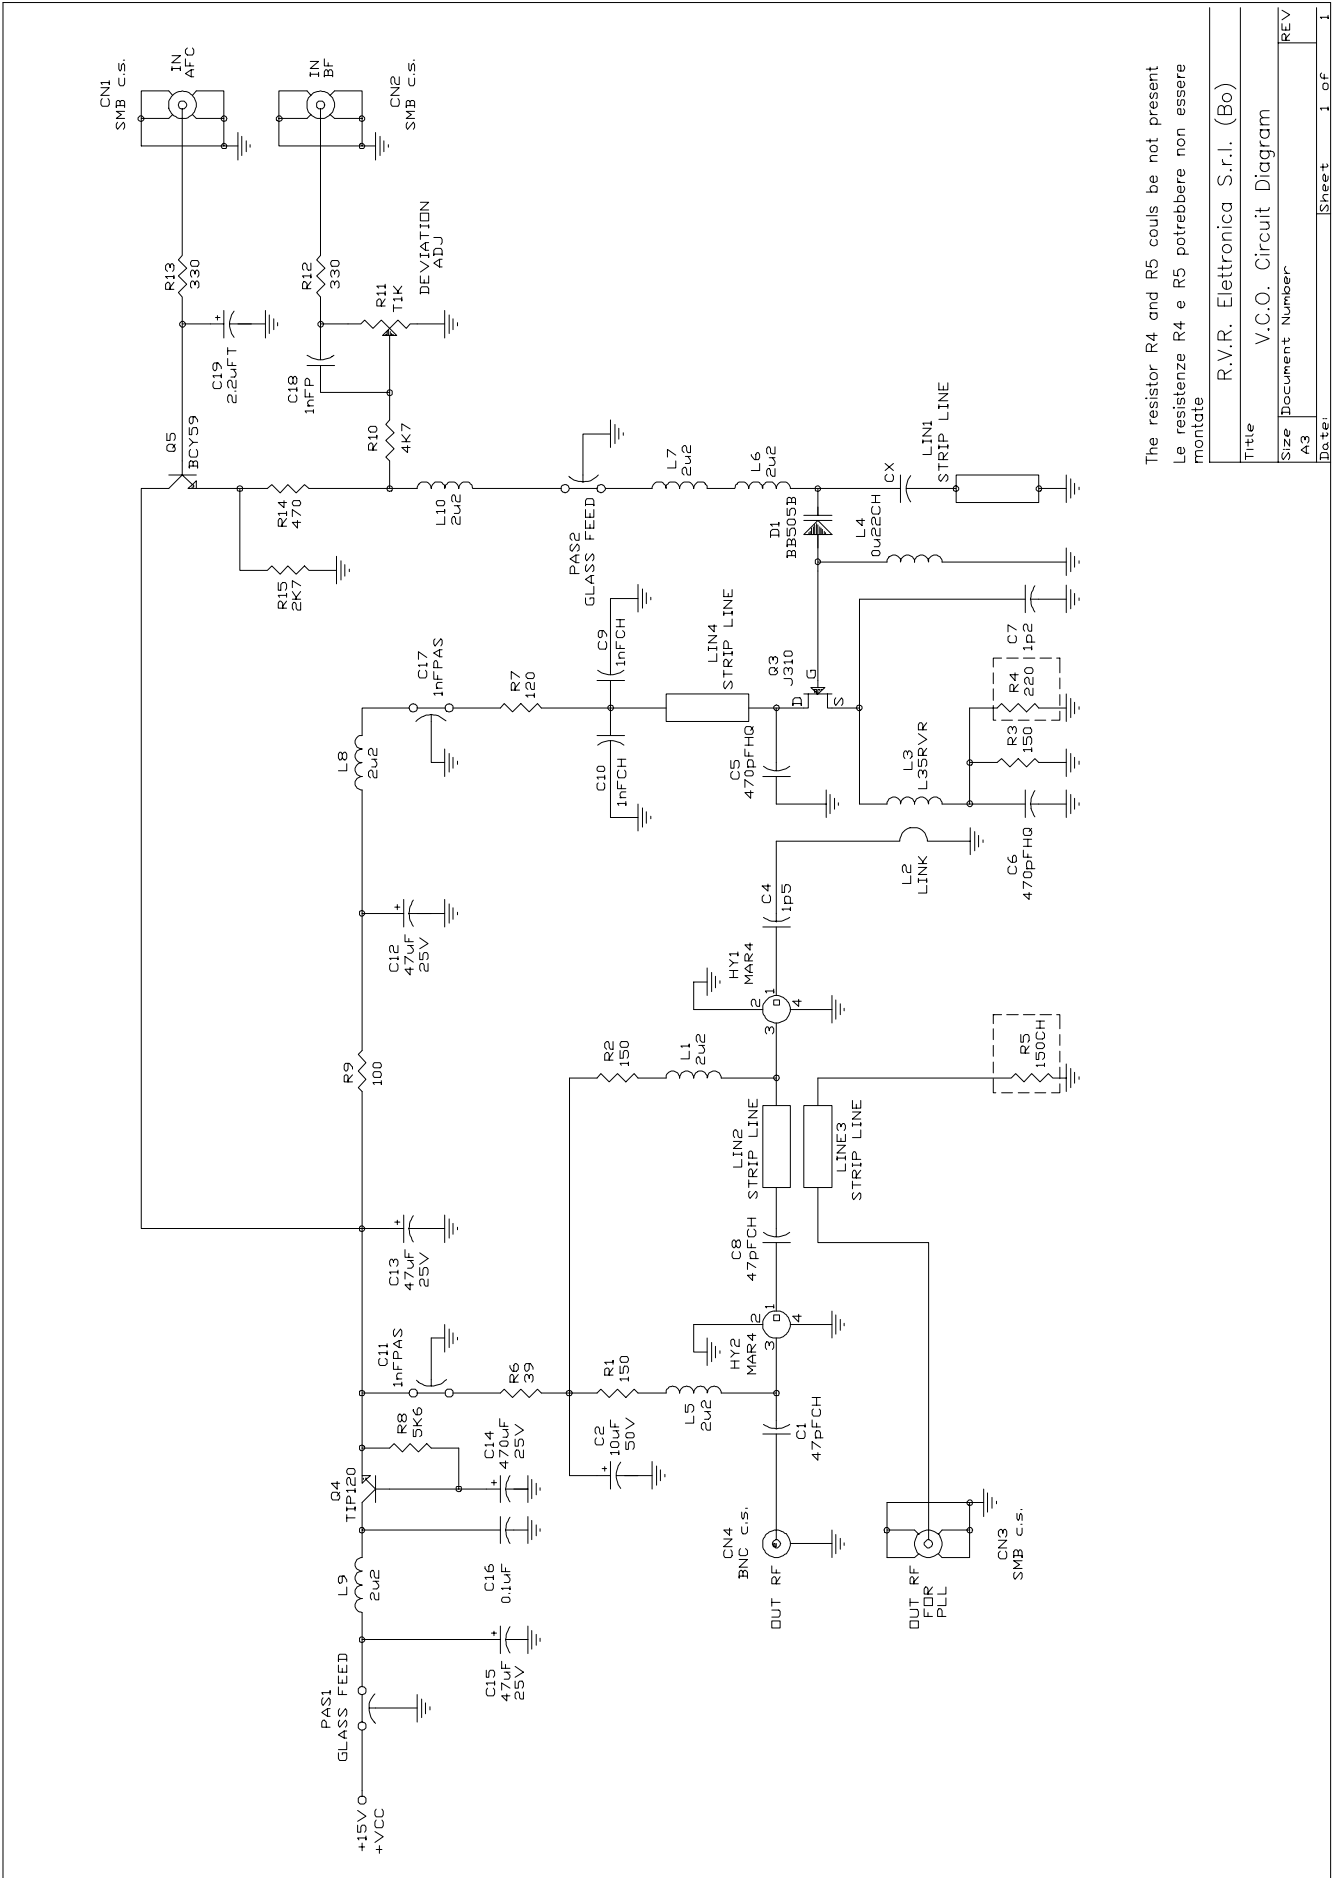 CN1
SMB c.s.
IN
AFC
IN
BF
CN2
SMB c.s.
R13
330
R12
330
C19
2.2uFT
C18
1nFP
R11
T1K
DEVIATION
ADJ
Q5
BCY59
R10
4K7
R14
470
R15
2K7
L10
2u2
PAS2
GLASS FEED
L7
2u2
L6
2u2
D1
BB505B
CX
LIN1
STRIP LINE
L4
0u22CH
C7
1p2
L8
2u2
C17
1nFPAS
R7
120
C9
1nFCH
C10
1nFCH
LIN4
STRIP LINE
Q3
J310
D
G
S
C5
470pFHQ
L3
L35RVR
R4
220
R3
150
C6
470pFHQ
L2
LINK
C4
1p5
HY1
MAR4
1
2
3
4
C12
47uF
25V
R9
100
C13
47uF
25V
R2
150
L1
2u2
LIN2
STRIP LINE
LINE3
STRIP LINE
R5
150CH
C8
47pFCH
HY2
MAR4
1
2
3
4
C11
1nFPAS
R6
39
R1
150
L5
2u2
C2
10uF
50V
C1
47pFCH
R8
5K6
Q4
TIP120
C14
470uF
25V
C16
0.1uF
L9
2u2
C15
47uF
25V
PAS1
GLASS FEED
+15V
+VCC
CN4
BNC c.s.
OUT RF
OUT RF
FOR
PLL
CN3
SMB c.s.
The resistor R4 and R5 couls be not present
Le resistenze R4 e R5 potrebbere non essere
montate
R.V.R. Elettronica S.r.l. (Bo)
Title
V.C.O. Circuit Diagram
Size Document Number REV
A3
Date: Sheet 1 of 1